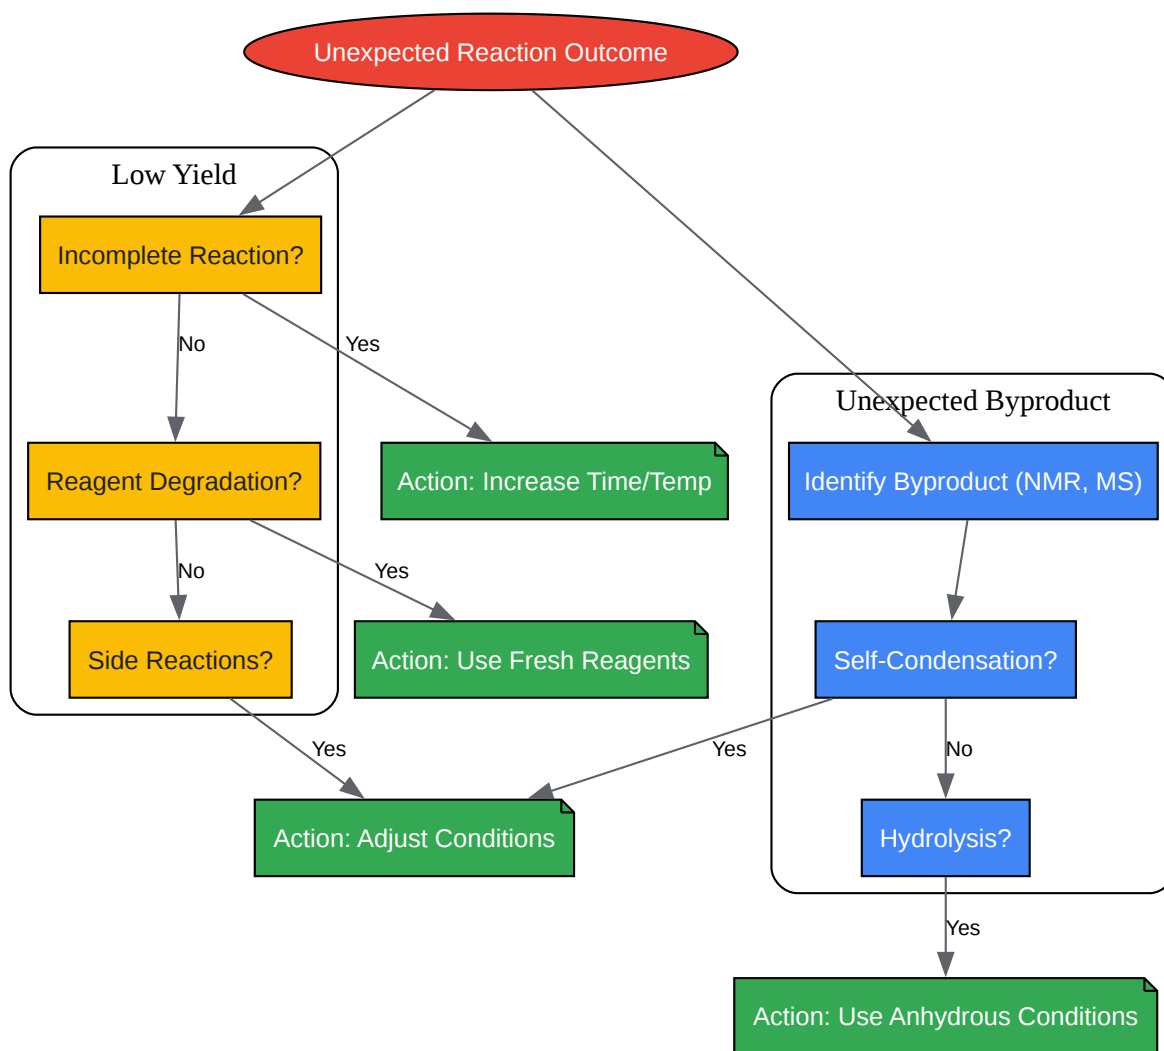 Unexpected Reaction Outcome
Low Yield
Incomplete Reaction?
No
Yes
Unexpected Byproduct
Reagent Degradation?
Action: Increase Time/Temp
Identify Byproduct (NMR, MS)
No
Yes
Side Reactions?
Action: Use Fresh Reagents
Self-Condensation?
Yes
Yes
No
Action: Adjust Conditions
Hydrolysis?
Yes
Action: Use Anhydrous Conditions